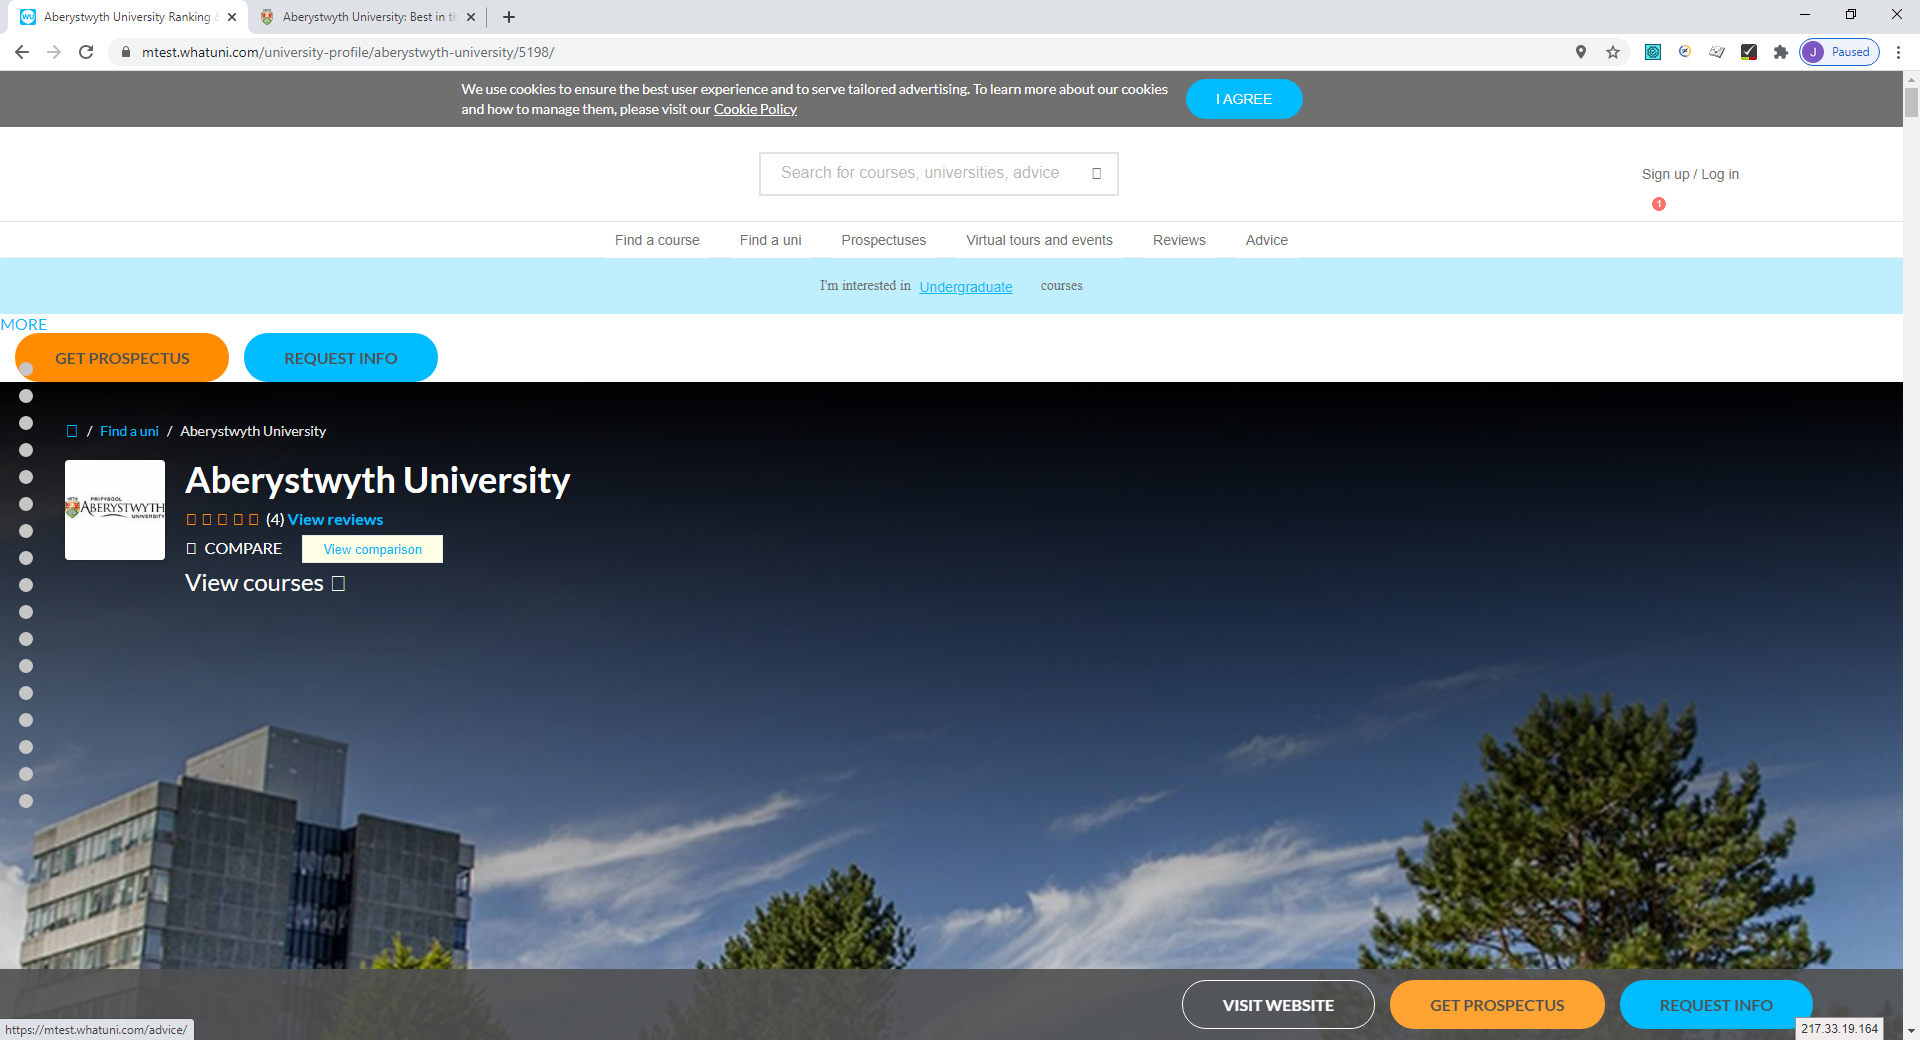 Aberystwyth University Ranking
Aberystwyth University: Best in th
mtest.whatuni.com/university-profile/aberystwyth-university/5198/
J Paused
We use cookies to ensure the best user experience and to serve tailored advertising. To learn more about our cookies
and how to manage them, please visit our Cookie Policy
I AGREE
Search for courses, universities, advice
Sign up / Log in
1
Find a course Find a uni Prospectuses Virtual tours and events Reviews Advice
I'm interested in Undergraduate courses
MORE
GET PROSPECTUS REQUEST INFO
/ Find a uni / Aberystwyth University
PRIFYSGOL
ABERYSTWYTH
UNIVERSITY
Aberystwyth University
(4) View reviews
COMPARE View comparison
View courses
VISIT WEBSITE GET PROSPECTUS REQUEST INFO
https://mtest.whatuni.com/advice/
217.33.19.164